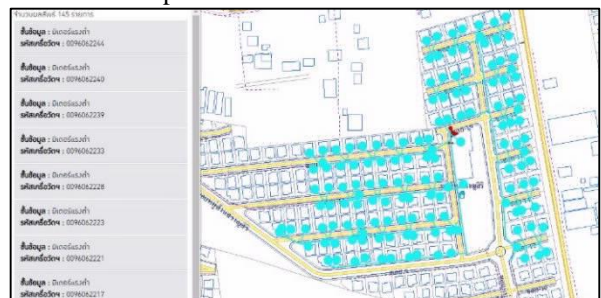 จำนวนผลลัพธ์ 145 รายการ
ชั้นข้อมูล : มิเตอร์แรงต่ำ
รหัสเครื่องวัดฯ : 0096062244
ชั้นข้อมูล : มิเตอร์แรงต่ำ
รหัสเครื่องวัดฯ : 0096062240
ชั้นข้อมูล : มิเตอร์แรงต่ำ
รหัสเครื่องวัดฯ : 0096062239
ชั้นข้อมูล : มิเตอร์แรงต่ำ
รหัสเครื่องวัดฯ : 0096062233
ชั้นข้อมูล : มิเตอร์แรงต่ำ
รหัสเครื่องวัดฯ : 0096062228
ชั้นข้อมูล : มิเตอร์แรงต่ำ
รหัสเครื่องวัดฯ : 0096062223
ชั้นข้อมูล : มิเตอร์แรงต่ำ
รหัสเครื่องวัดฯ : 0096062221
ชั้นข้อมูล : มิเตอร์แรงต่ำ
รหัสเครื่องวัดฯ : 0096062217